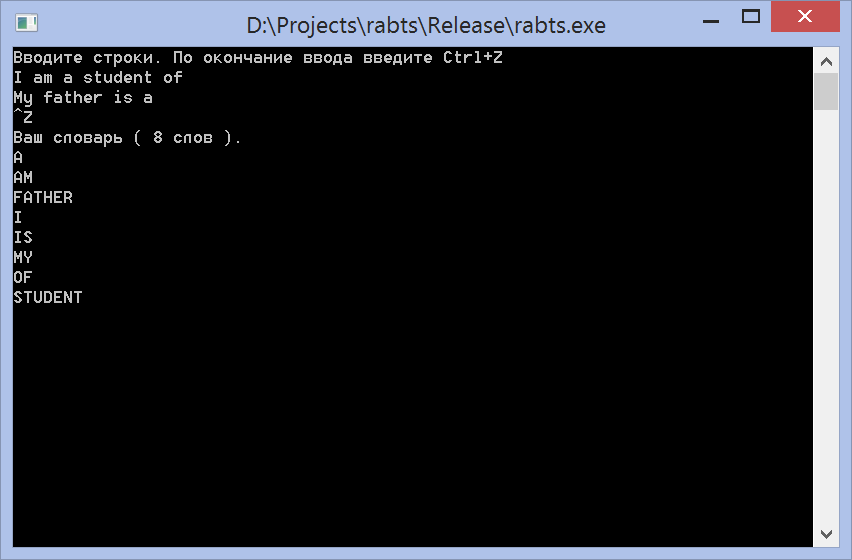 D:\Projects\rabts\Release\rabts.exe
Вводите строки. По окончание ввода введите Ctrl+Z
I am a student of
My father is a
^Z
Ваш словарь ( 8 слов ).
A
AM
FATHER
I
IS
MY
OF
STUDENT